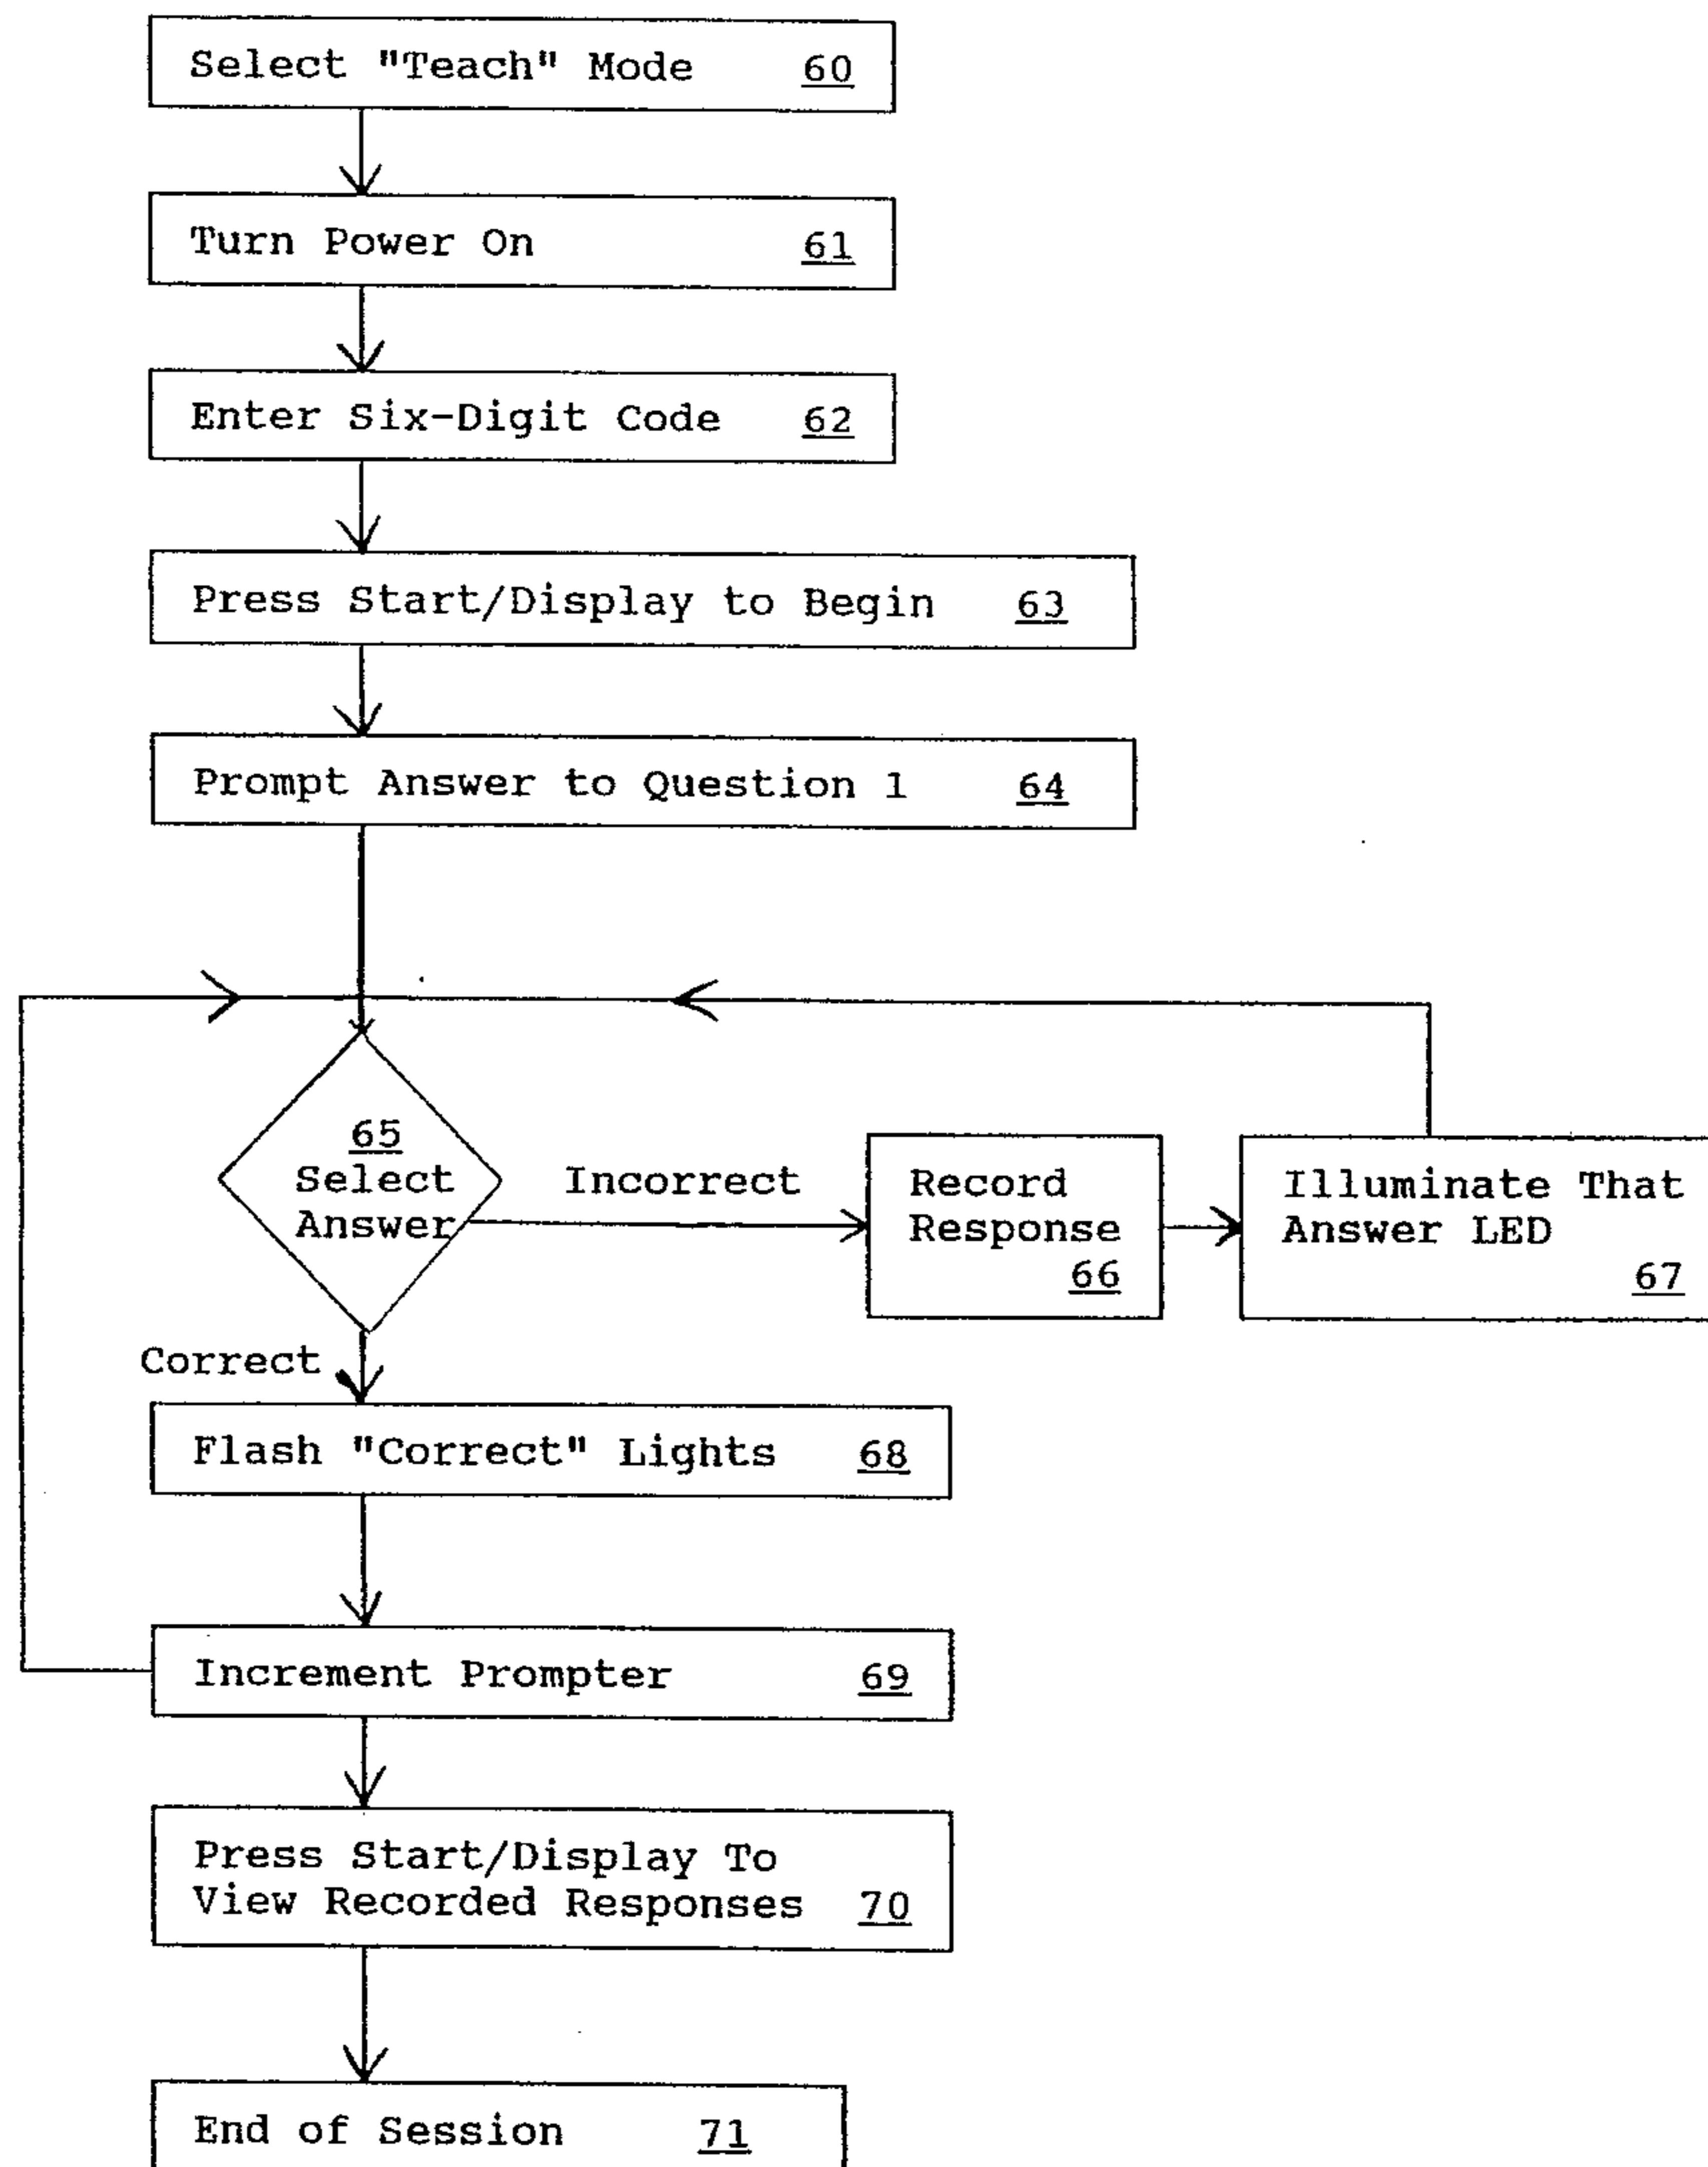 Select "Teach" Mode 60
Turn Power On 61
Enter Six-Digit Code 62
Press Start/Display to Begin 63
Prompt Answer to Question 1 64
65
Select
Answer
Incorrect
Record
Response
66
Illuminate That
Answer LED
67
Correct
Flash "Correct" Lights 68
Increment Prompter 69
Press Start/Display To
View Recorded Responses 70
End of Session 71